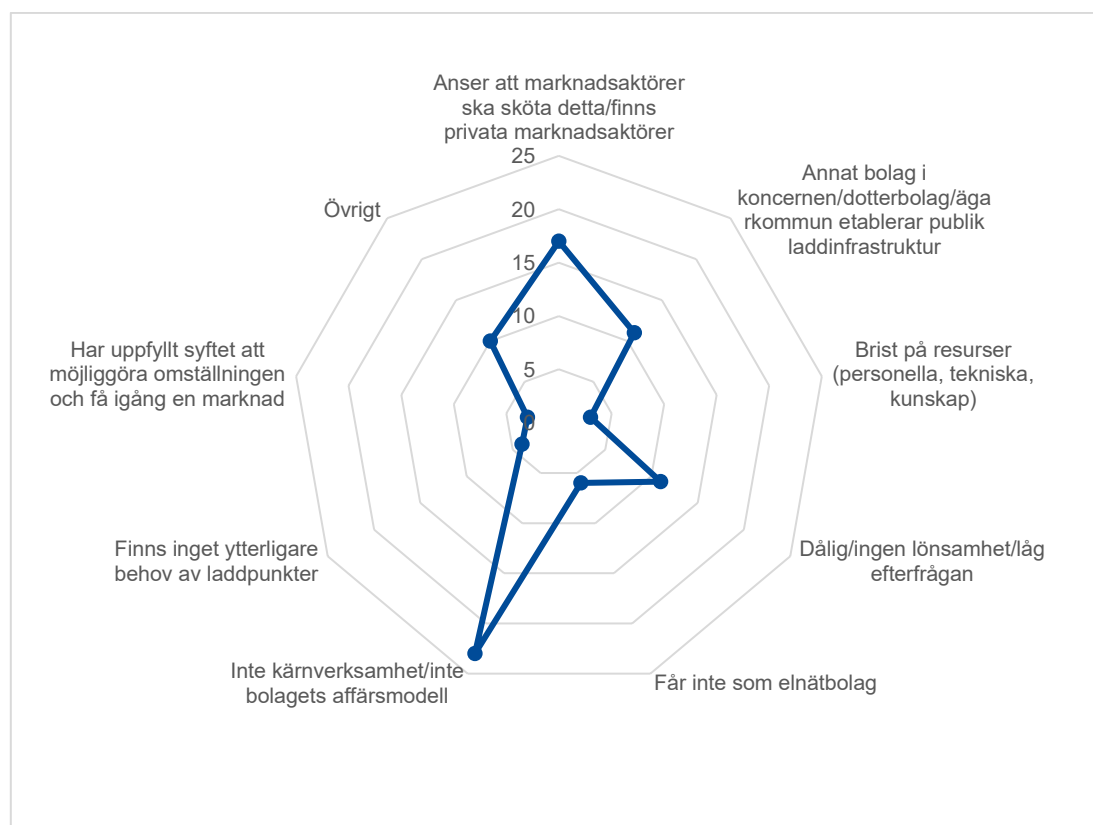 Anser att marknadsaktörer
ska sköta detta/finns
privata marknadsaktörer
Annat bolag i
koncernen/dotterbolag/äga
rkommun etablerar publik
laddinfrastruktur
Brist på resurser
(personella, tekniska,
kunskap)
Dålig/ingen lönsamhet/låg
efterfrågan
Får inte som elnätbolag
Inte kärnverksamhet/inte
bolagets affärsmodell
Finns inget ytterligare
behov av laddpunkter
Har uppfyllt syftet att
möjliggöra omställningen
och få igång en marknad
Övrigt
25
20
15
10
5
0